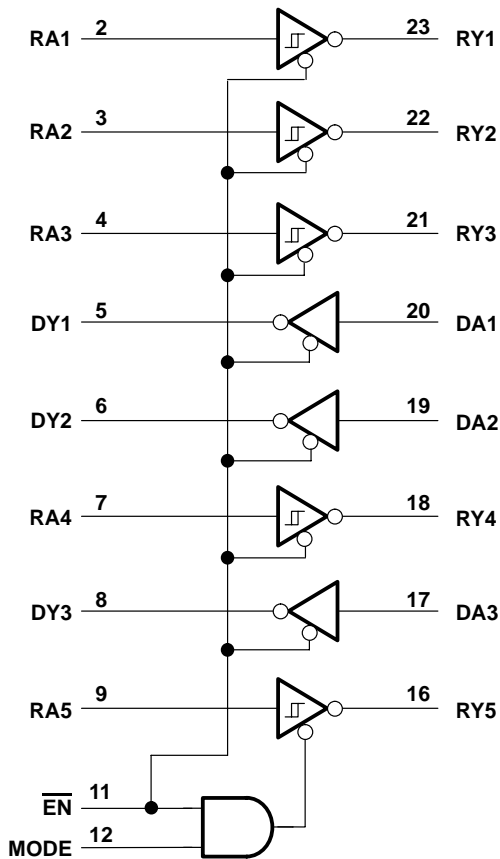 RA1 2 23 RY1
RA2 3 22 RY2
RA3 4 21 RY3
DY1 5 20 DA1
DY2 6 19 DA2
RA4 7 18 RY4
DY3 8 17 DA3
RA5 9 16 RY5
E̅N̅ 11
MODE 12